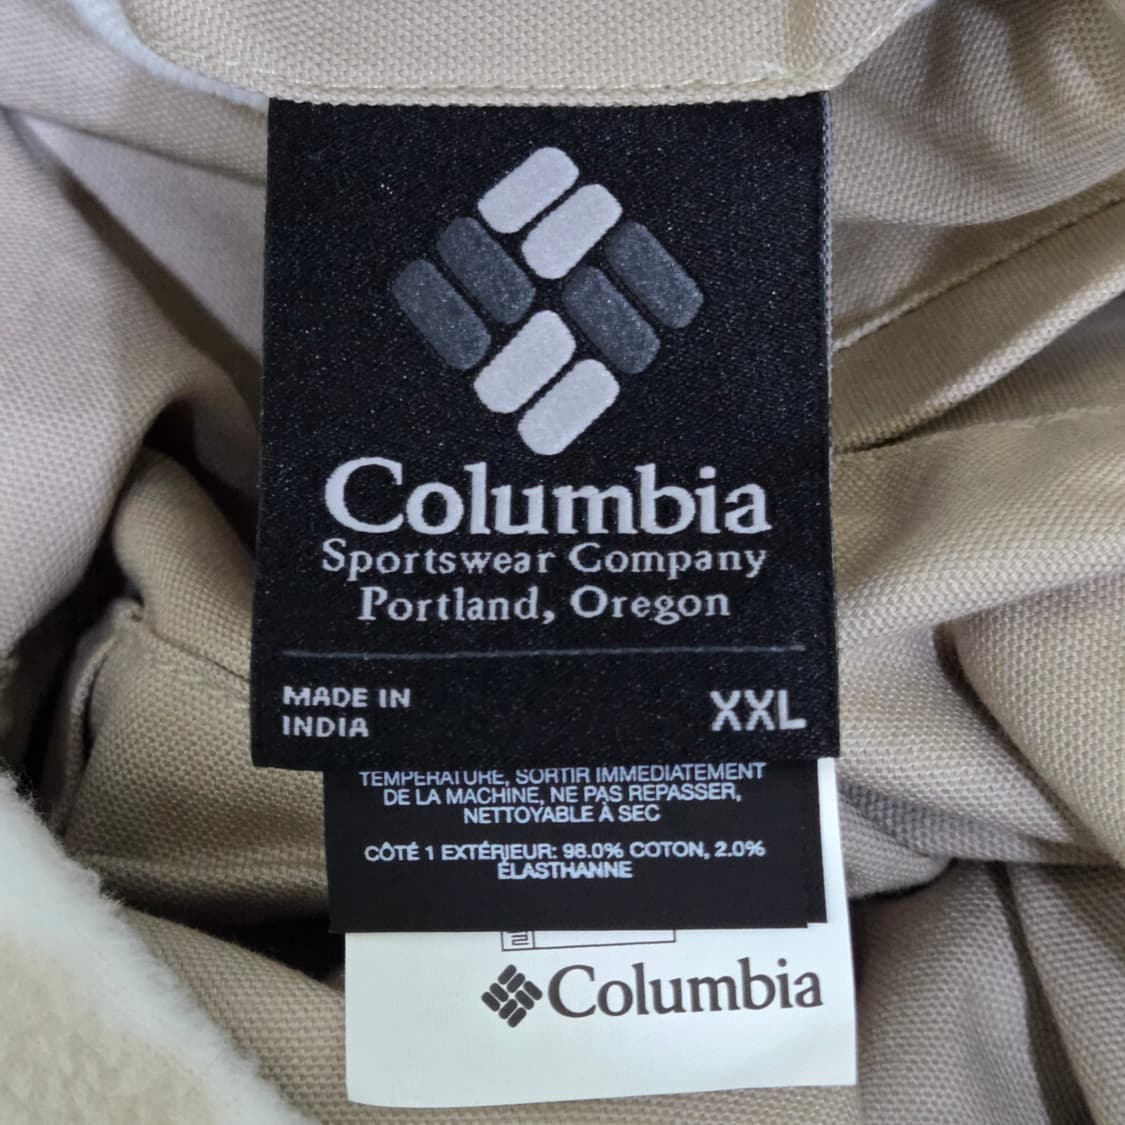 Columbia
Sportswear Company
Portland, Oregon
MADE IN
INDIA
XXL
TEMPÉRATURE, SORTIR IMMEDIATEMENT
DE LA MACHINE, NE PAS REPASSER,
NETTOYABLE À SEC
CÔTÉ 1 EXTÉRIEUR: 98.0% COTON, 2.0%
ÉLASTHANNE
Columbia